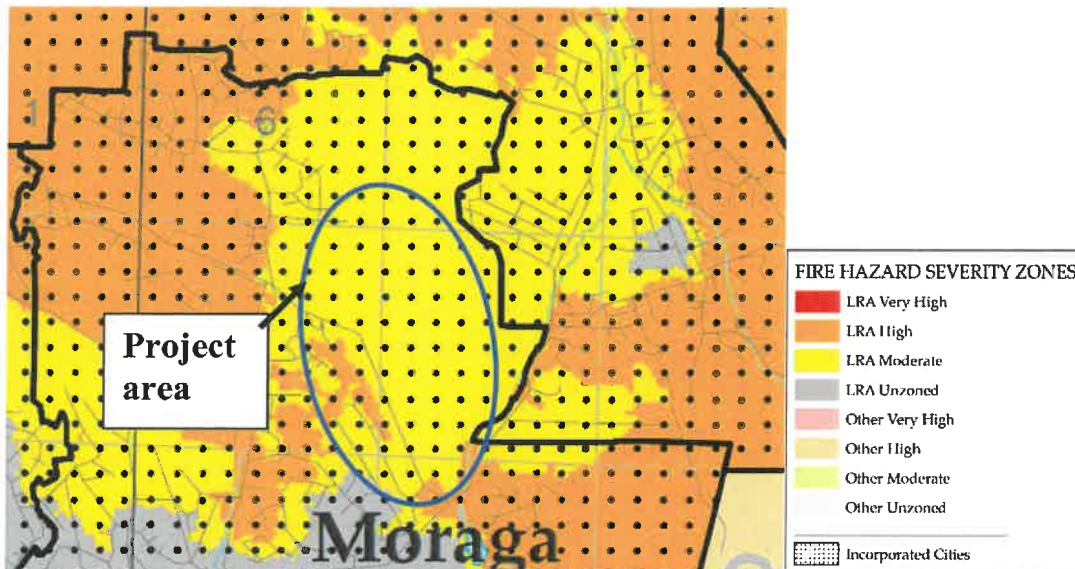 1
6
Project
area
Moraga
FIRE HAZARD SEVERITY ZONES
LRA Very High
LRA High
LRA Moderate
LRA Unzoned
Other Very High
Other High
Other Moderate
Other Unzoned
Incorporated Cities